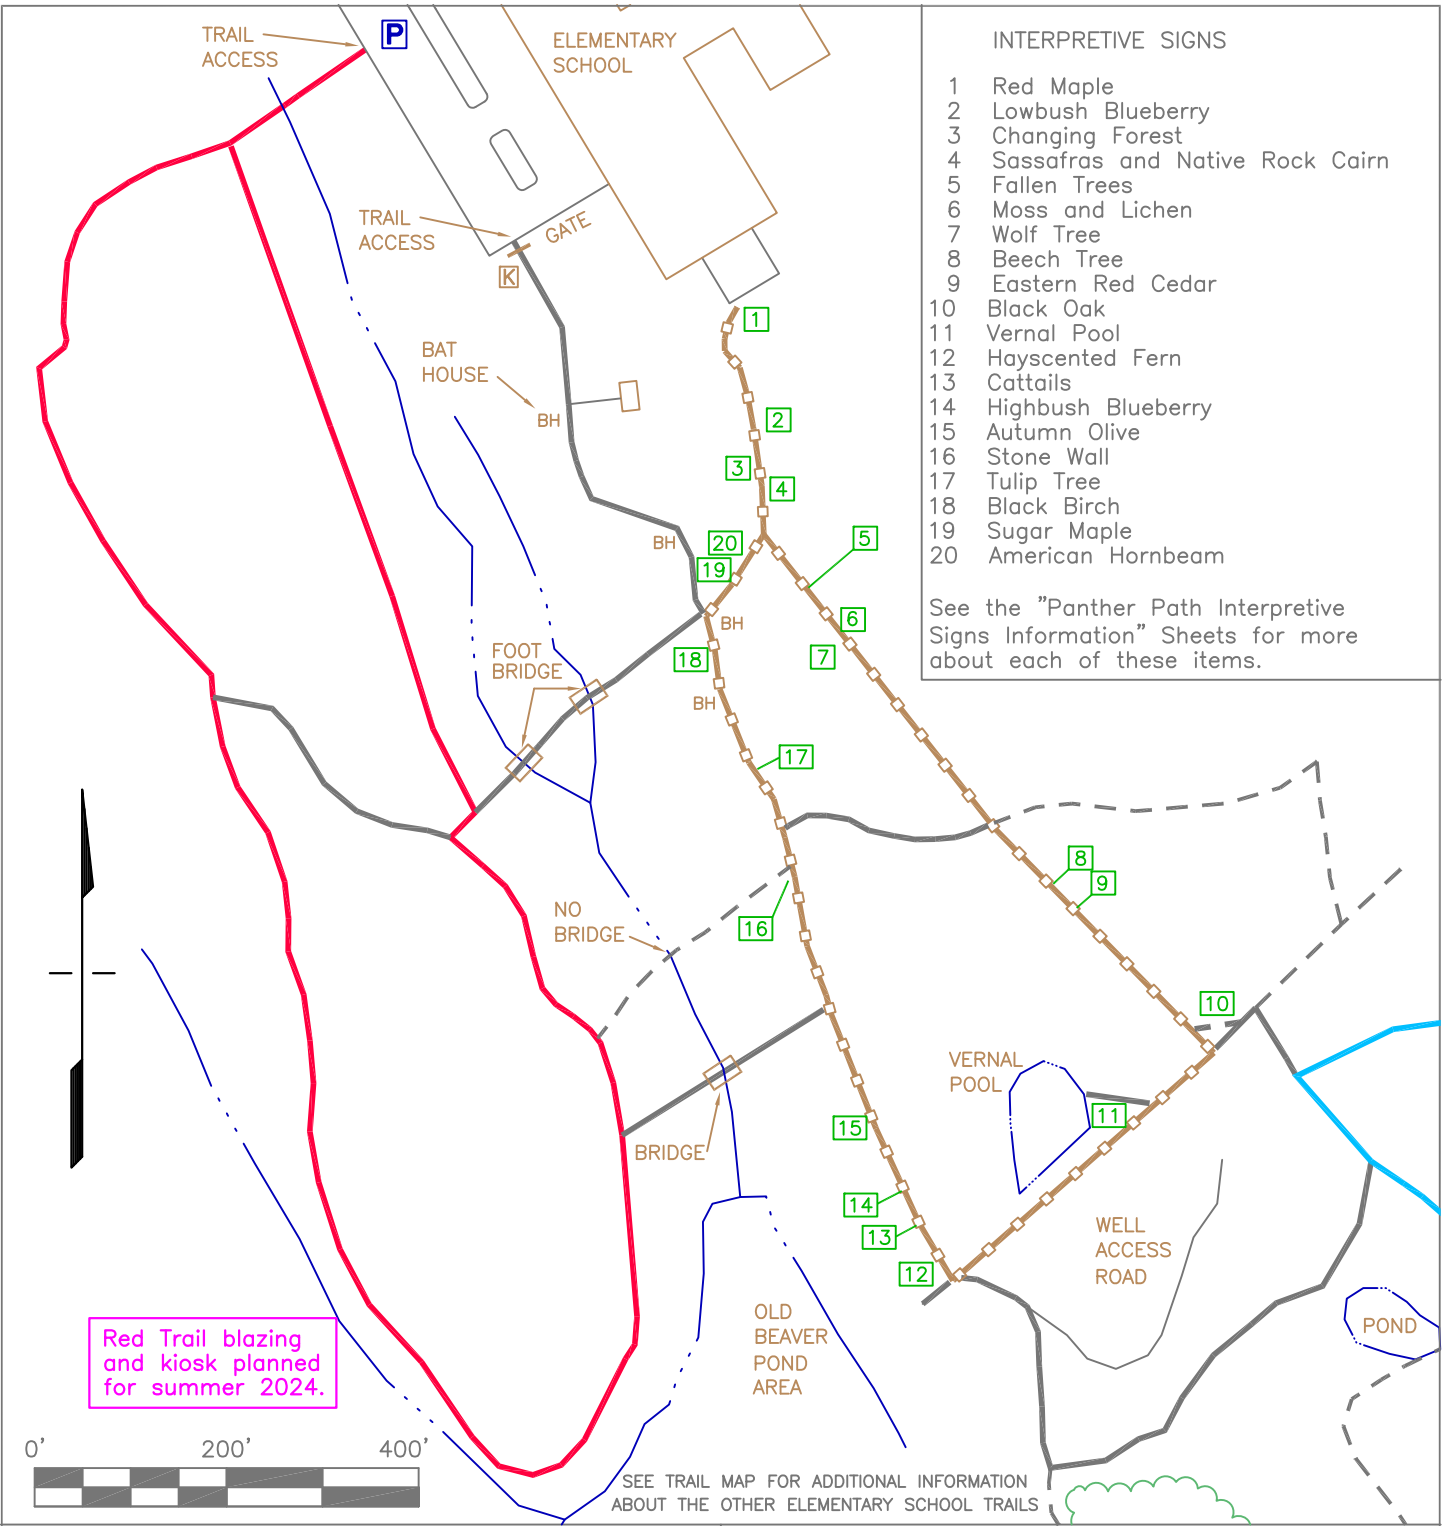 TRAIL
ACCESS
P
ELEMENTARY
SCHOOL
TRAIL
ACCESS
GATE
K
BAT
HOUSE
BH
BH
BH
BH
FOOT
BRIDGE
NO
BRIDGE
BRIDGE
VERNAL
POOL
WELL
ACCESS
ROAD
OLD
BEAVER
POND
AREA
POND
1
2
3
4
20
19
5
6
7
18
17
8
9
16
10
11
15
14
13
12
INTERPRETIVE SIGNS
1 Red Maple
2 Lowbush Blueberry
3 Changing Forest
4 Sassafras and Native Rock Cairn
5 Fallen Trees
6 Moss and Lichen
7 Wolf Tree
8 Beech Tree
9 Eastern Red Cedar
10 Black Oak
11 Vernal Pool
12 Hayscented Fern
13 Cattails
14 Highbush Blueberry
15 Autumn Olive
16 Stone Wall
17 Tulip Tree
18 Black Birch
19 Sugar Maple
20 American Hornbeam
See the "Panther Path Interpretive
Signs Information" Sheets for more
about each of these items.
Red Trail blazing
and kiosk planned
for summer 2024.
0' 200' 400'
SEE TRAIL MAP FOR ADDITIONAL INFORMATION
ABOUT THE OTHER ELEMENTARY SCHOOL TRAILS